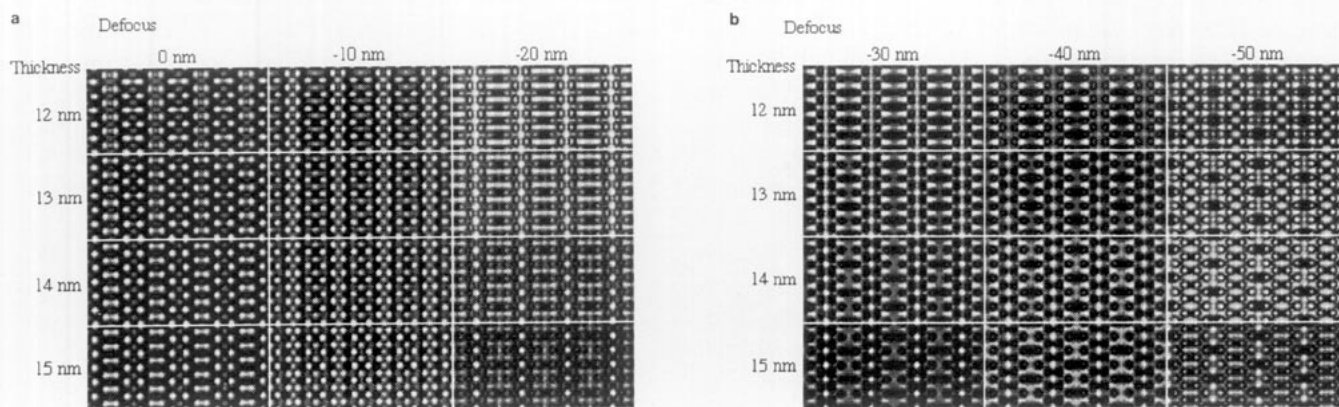 a
Defocus
0 nm -10 nm -20 nm
Thickness
12 nm
13 nm
14 nm
15 nm
b
Defocus
-30 nm -40 nm -50 nm
Thickness
12 nm
13 nm
14 nm
15 nm